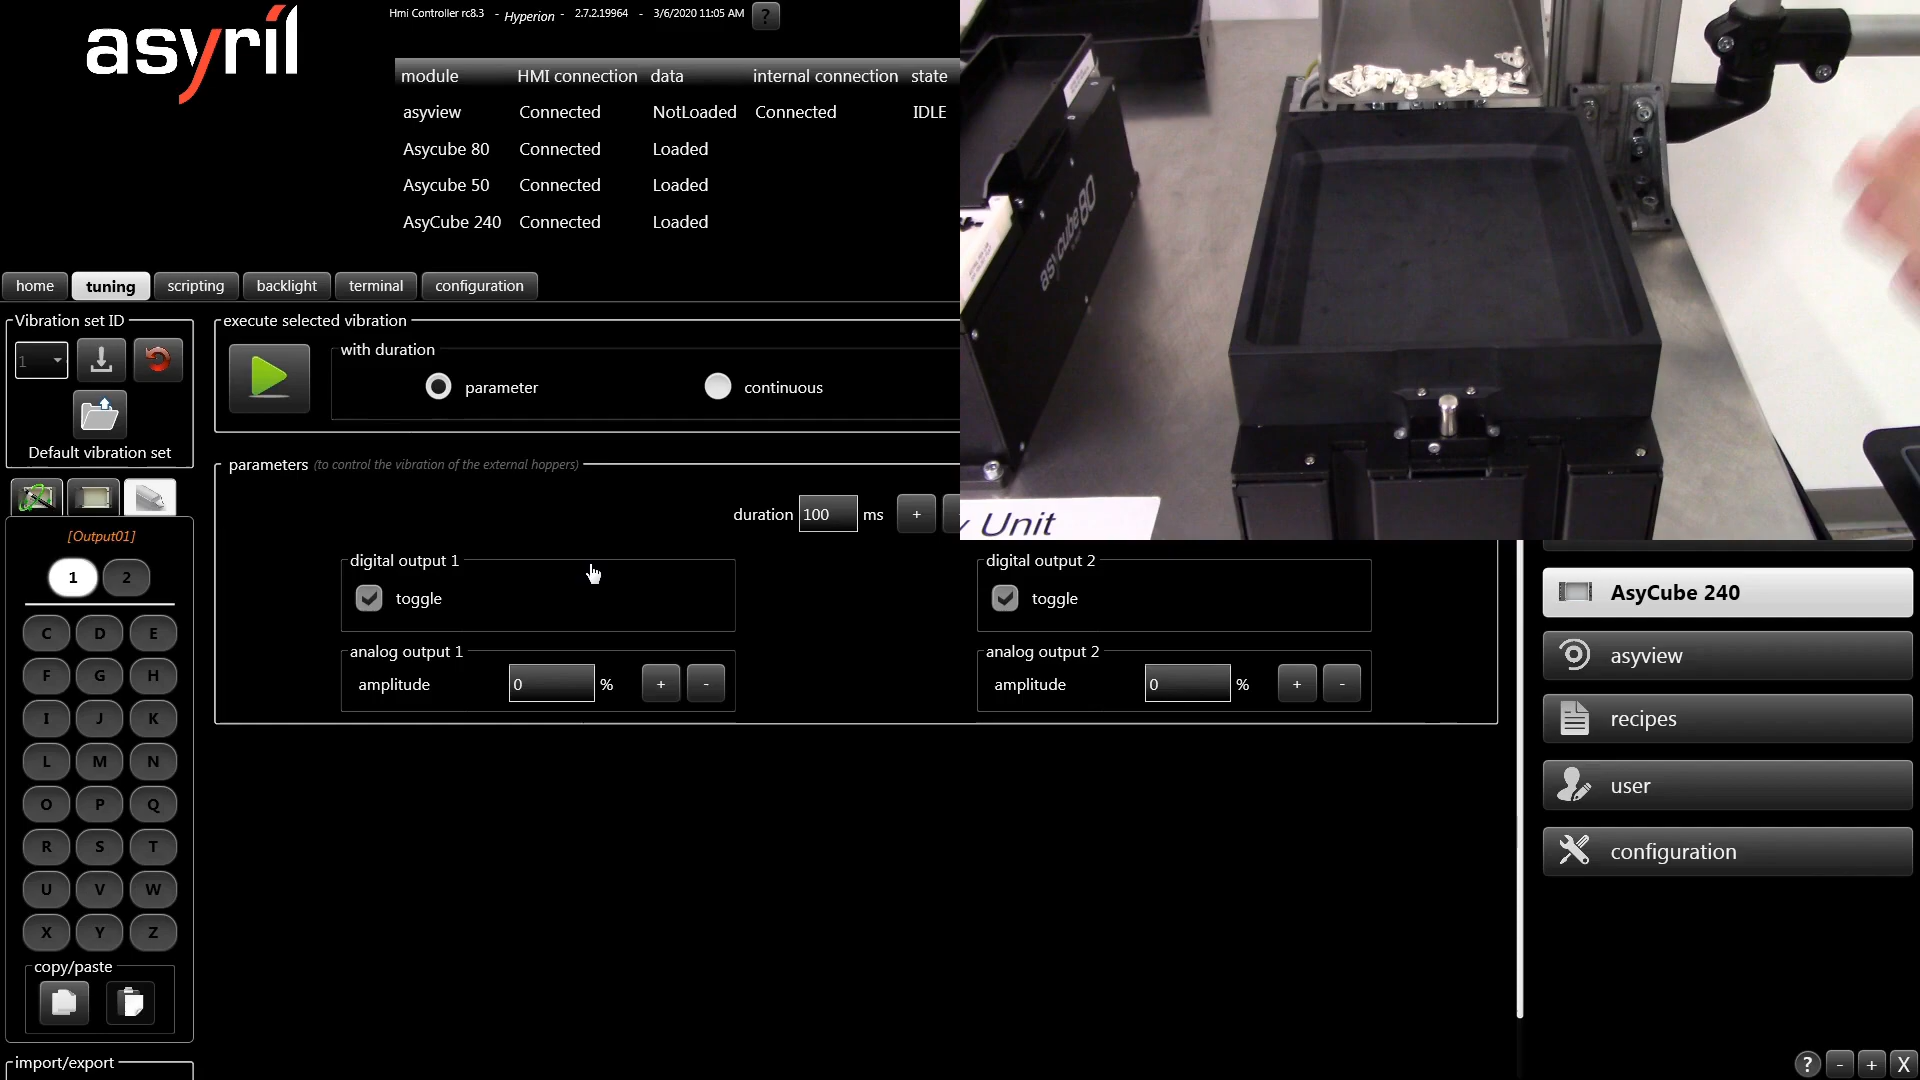 asyril
Hmi Controller rc8.3 - Hyperion - 2.7.2.19964 - 3/6/2020 11:05 AM ?
module HMI connection data internal connection state
asyview Connected NotLoaded Connected IDLE
Asycube 80 Connected Loaded
Asycube 50 Connected Loaded
AsyCube 240 Connected Loaded
home tuning scripting backlight terminal configuration
Vibration set ID
1
Default vibration set
execute selected vibration
with duration
parameter continuous
parameters (to control the vibration of the external hoppers)
duration 100 ms +
digital output 1
toggle
digital output 2
toggle
analog output 1
amplitude 0 % + -
analog output 2
amplitude 0 % + -
[Output01]
1 2
C D E
F G H
I J K
L M N
O P Q
R S T
U V W
X Y Z
copy/paste
import/export
asycube 80
Unit
AsyCube 240
asyview
recipes
user
configuration
? - + X